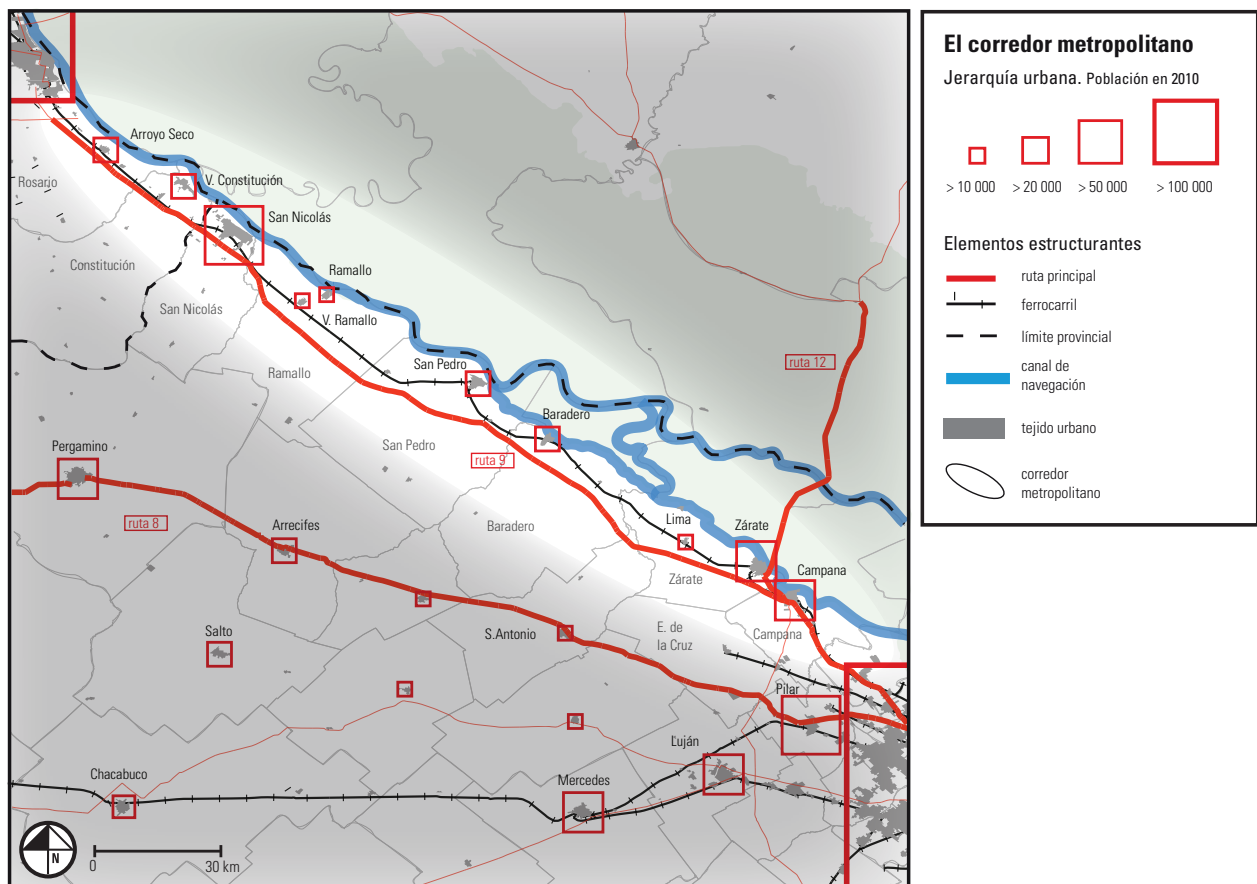 Arroyo Seco
Rosario
V. Constitución
San Nicolás
Constitución
Ramallo
San Nicolás
V. Ramallo
Ramallo
San Pedro
ruta 12
Baradero
San Pedro
ruta 9
Pergamino
ruta 8
Arrecifes
Baradero
Lima
Zárate
Zárate
Campana
Salto
S.Antonio
E. de
la Cruz
Campana
Pilar
Ľuján
Chacabuco
Mercedes
N
0 30 km
El corredor metropolitano
Jerarquía urbana. Población en 2010
> 10 000 > 20 000 > 50 000 > 100 000
Elementos estructurantes
ruta principal
ferrocarril
límite provincial
canal de
navegación
tejido urbano
corredor
metropolitano